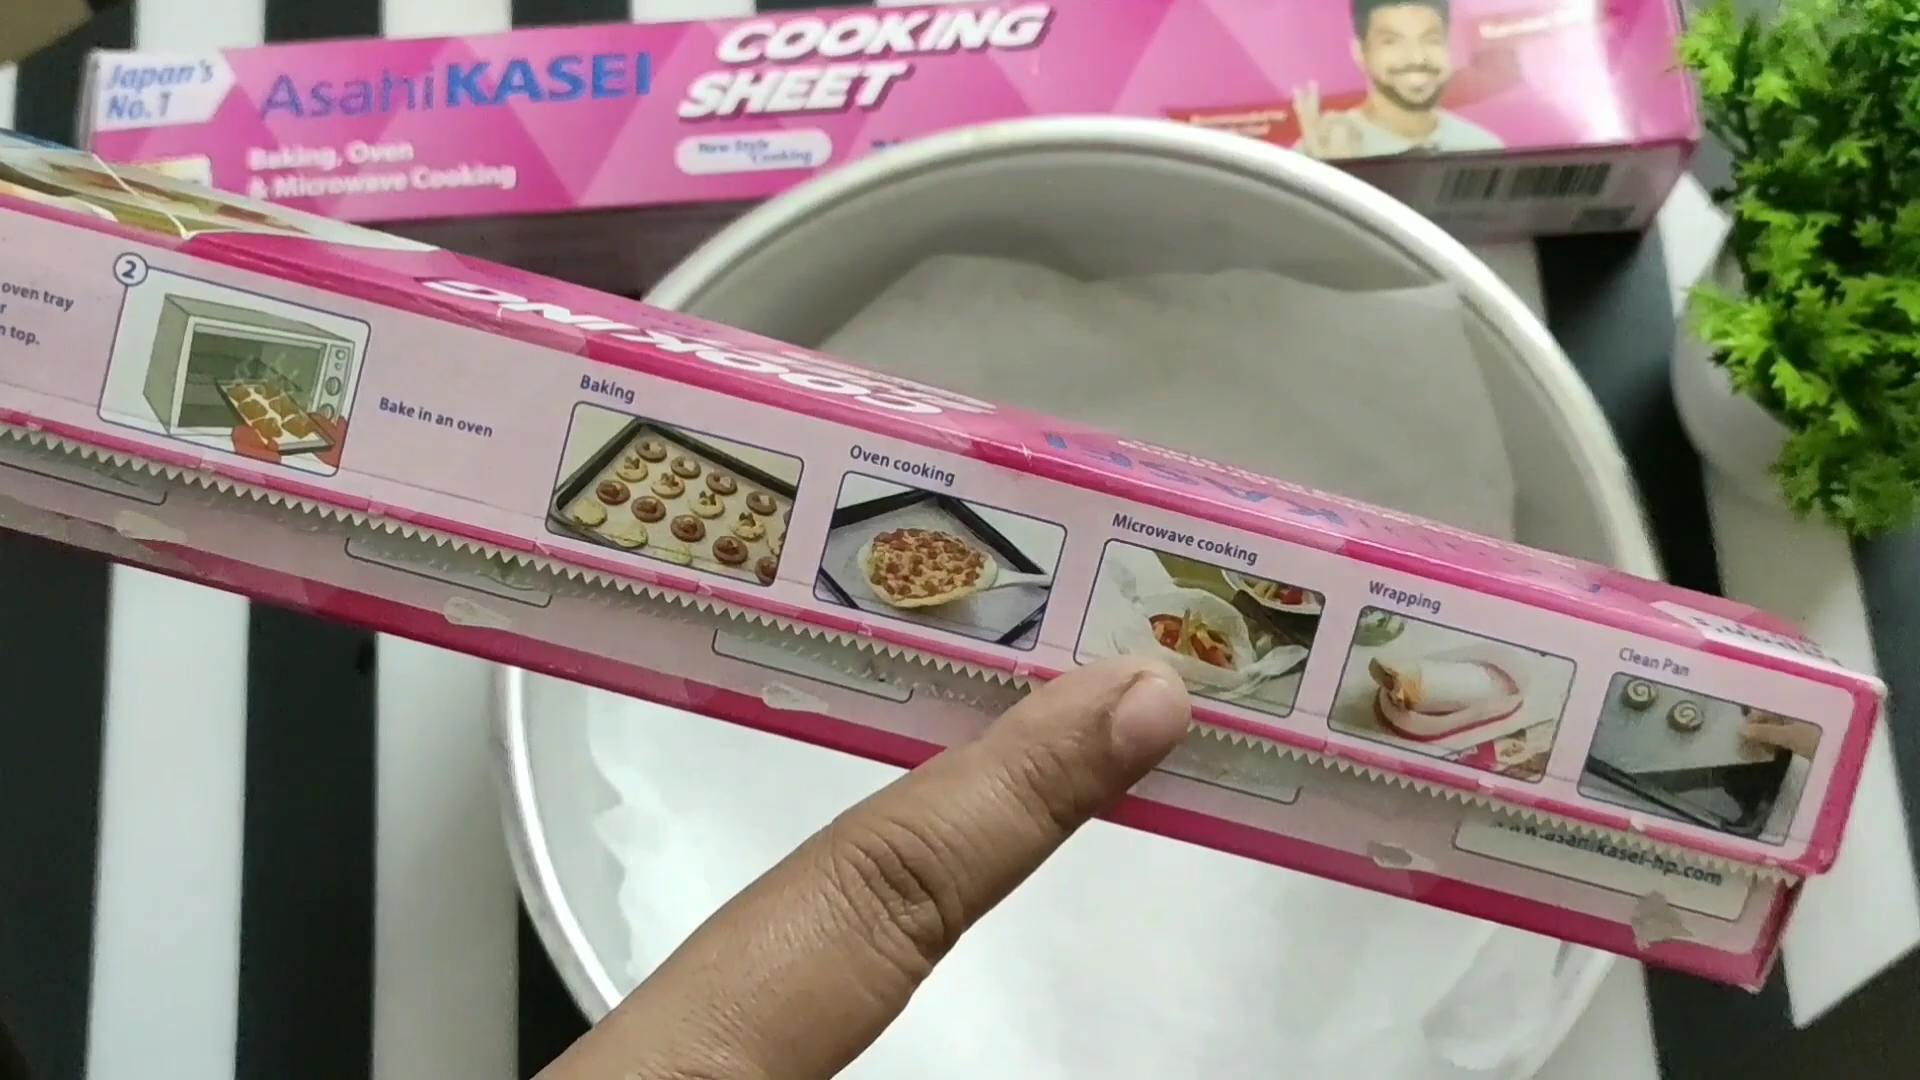 Japan's
No.1
AsahiKASEI
COOKING
SHEET
Baking, Oven
& Microwave Cooking
New Style
Cooking
oven tray
top.
2
Bake in an oven
Baking
Oven cooking
Microwave cooking
Wrapping
Clean Pan
COOKING
www.asahikasei-hp.com